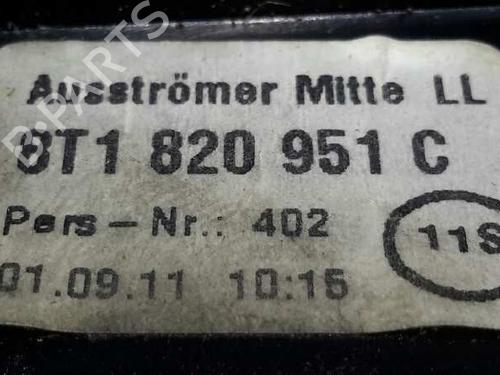 Ausströmer Mitte LL
8T1 820 951 C
Pers-Nr.: 402
11S
01.09.11 10:15
B-PARTS